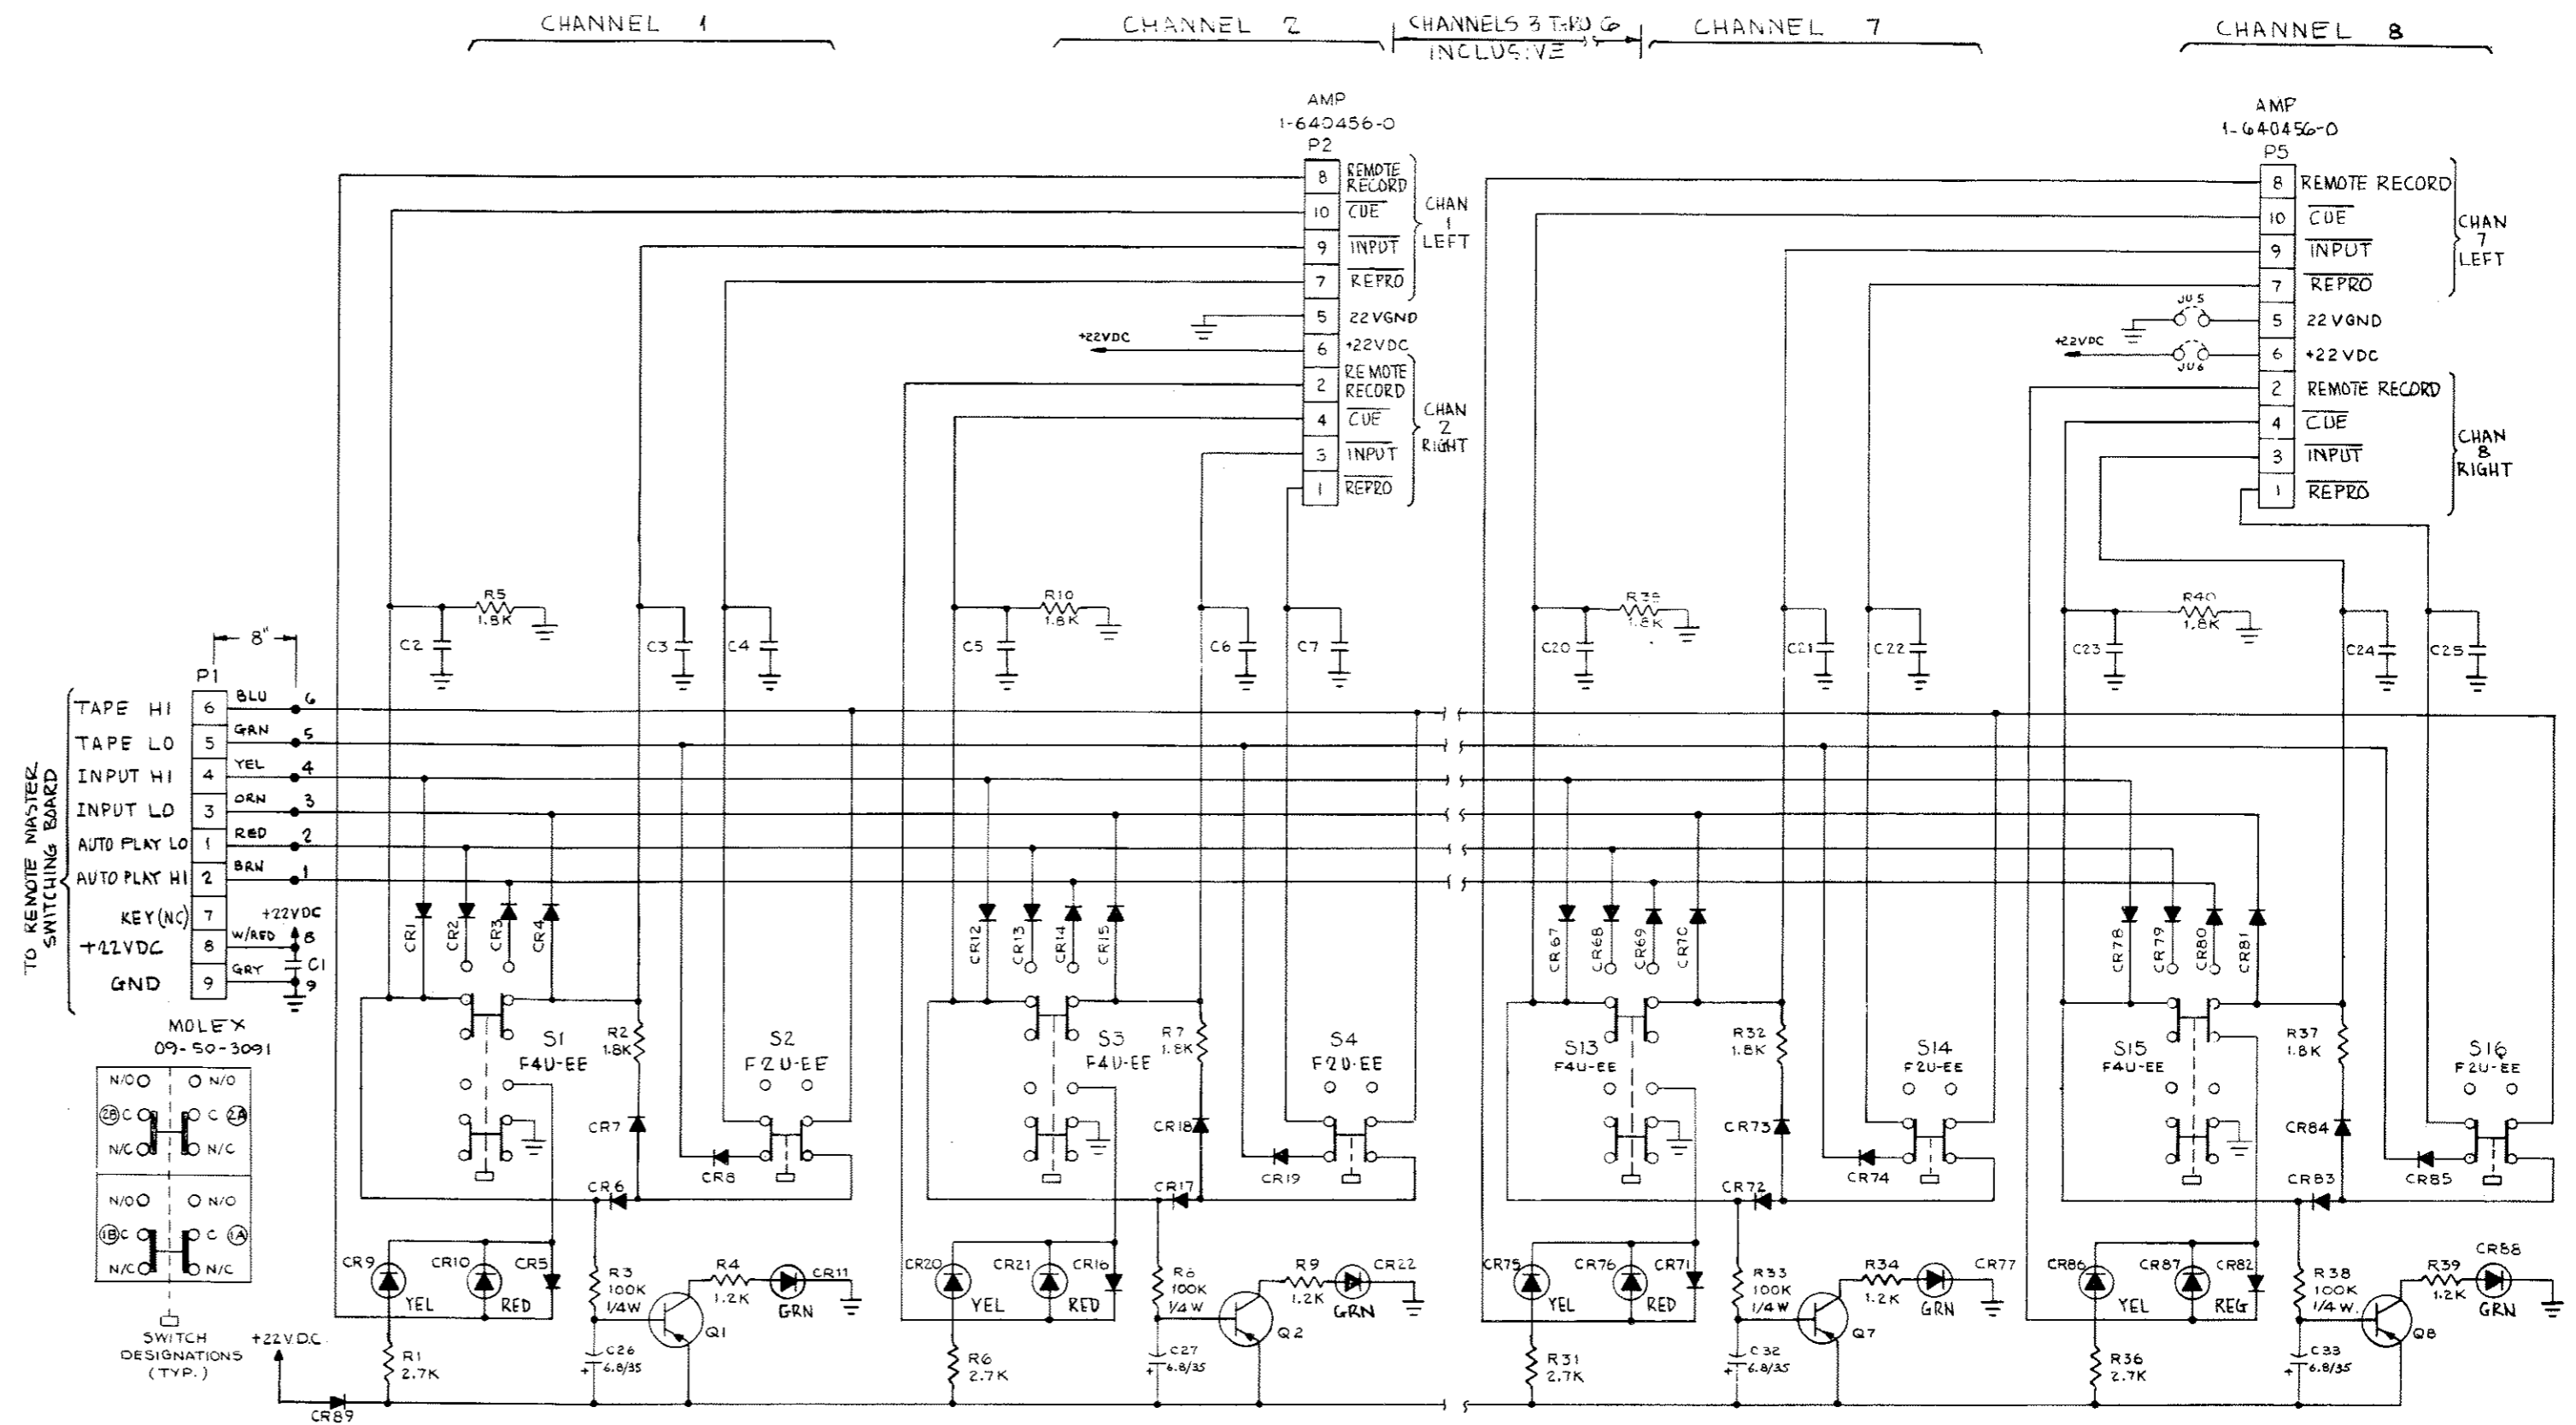 CHANNEL 1
CHANNEL 2
CHANNELS 3 THRU 6
INCLUSIVE
CHANNEL 7
CHANNEL 8
AMP
1-640456-0
P2
8 REMOTE RECORD
10 CUE
9 INPUT
7 REPRO
5 22VGND
6 +22VDC
2 REMOTE RECORD
4 CUE
3 INPUT
1 REPRO
CHAN
1
LEFT
CHAN
2
RIGHT
+22VDC
AMP
1-640456-0
P5
8 REMOTE RECORD
10 CUE
9 INPUT
7 REPRO
5 22VGND
6 +22VDC
2 REMOTE RECORD
4 CUE
3 INPUT
1 REPRO
CHAN
7
LEFT
CHAN
8
RIGHT
JU5
+22VDC
JU6
R5
1.8K
C2
C3
C4
R10
1.8K
C5
C6
C7
R35
1.8K
C20
C21
C22
R40
1.8K
C23
C24
C25
8"
P1
TO REMOTE MASTER
SWITCHING BOARD
TAPE HI 6 BLU 6
TAPE LO 5 GRN 5
INPUT HI 4 YEL 4
INPUT LO 3 ORN 3
AUTO PLAY LO 1 RED 2
AUTO PLAY HI 2 BRN 1
KEY(NC) 7 +22VDC
+22VDC 8 W/RED 8
C1
GND 9 GRY 9
MOLEX
09-50-3091
N/O N/O
2B C C 2A
N/C N/C
N/O N/O
1B C C 1A
N/C N/C
SWITCH
DESIGNATIONS
(TYP.)
+22VDC
CR89
CR1
CR2
CR3
CR4
S1
F4U-EE
R2
1.8K
S2
F2U-EE
CR7
CR8
CR6
CR9
YEL
CR10
RED
CR5
R3
100K
1/4W
R4
1.2K
CR11
GRN
Q1
C26
+ 6.8/35
R1
2.7K
CR12
CR13
CR14
CR15
S3
F4U-EE
R7
1.8K
S4
F2U-EE
CR18
CR19
CR17
CR20
YEL
CR21
RED
CR16
R8
100K
1/4W
R9
1.2K
CR22
GRN
Q2
C27
+ 6.8/35
R6
2.7K
CR67
CR68
CR69
CR70
S13
F4U-EE
R32
1.8K
S14
F2U-EE
CR73
CR74
CR72
CR75
YEL
CR76
RED
CR71
R33
100K
1/4W
R34
1.2K
CR77
GRN
Q7
C32
+ 6.8/35
R31
2.7K
CR78
CR79
CR80
CR81
S15
F4U-EE
R37
1.8K
S16
F2U-EE
CR84
CR85
CR83
CR86
YEL
CR87
REG
CR82
R38
100K
1/4W.
R39
1.2K
CR88
GRN
Q8
C33
+ 6.8/35
R36
2.7K